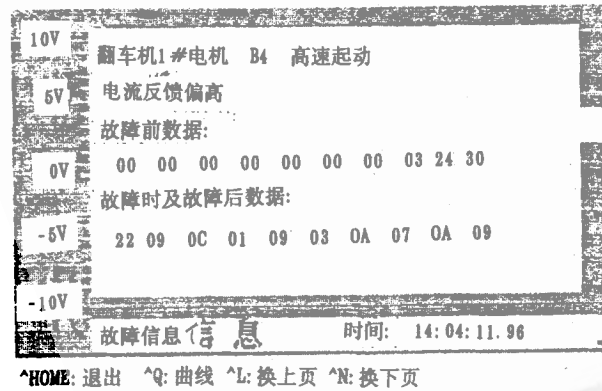 10V
翻车机1#电机 B4 高速起动
5V
电流反馈偏高
故障前数据:
0V
00 00 00 00 00 00 00 03 24 30
故障时及故障后数据:
-5V
22 09 0C 01 09 03 0A 07 0A 09
-10V
故障信息信 息 时间: 14:04:11.96
^HOME: 退出 ^Q: 曲线 ^L: 换上页 ^N: 换下页